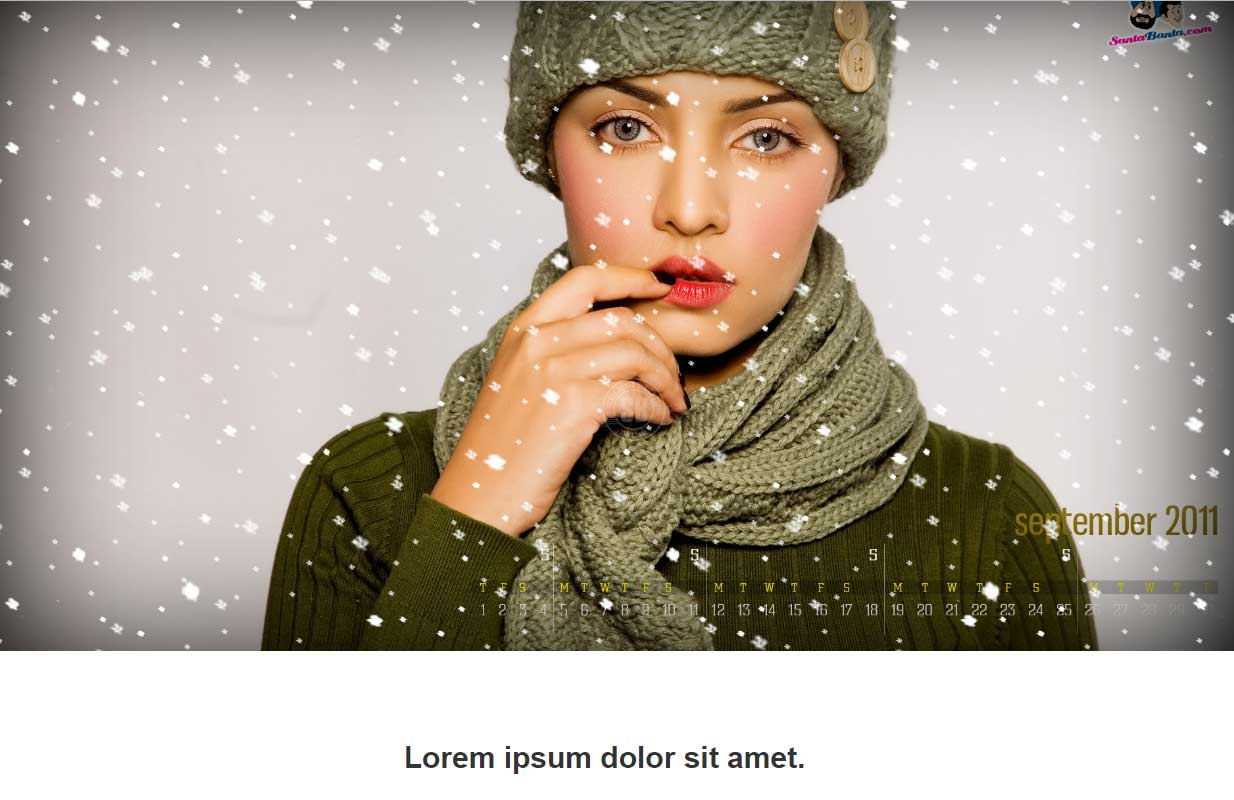 SantaBanta.com
september 2011
S S S S
T F S M T W T F S M T W T F S M T W T F S M T W T F
1 2 3 4 5 6 7 8 9 10 11 12 13 14 15 16 17 18 19 20 21 22 23 24 25 26 27 28 29
Lorem ipsum dolor sit amet.